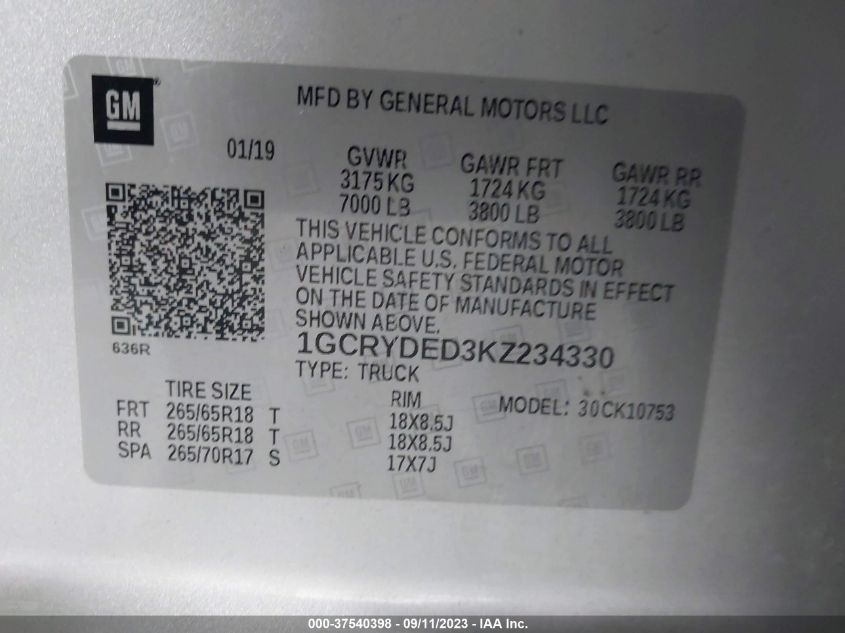 GM
MFD BY GENERAL MOTORS LLC
01/19
GVWR GAWR FRT GAWR RR
3175 KG 1724 KG 1724 KG
7000 LB 3800 LB 3800 LB
THIS VEHICLE CONFORMS TO ALL
APPLICABLE U.S. FEDERAL MOTOR
VEHICLE SAFETY STANDARDS IN EFFECT
ON THE DATE OF MANUFACTURE
SHOWN ABOVE.
636R
1GCRYDED3KZ234330
TYPE: TRUCK
TIRE SIZE RIM MODEL: 30CK10753
FRT 265/65R18 T 18X8.5J
RR 265/65R18 T 18X8.5J
SPA 265/70R17 S 17X7J
000-37540398 - 09/11/2023 - IAA Inc.